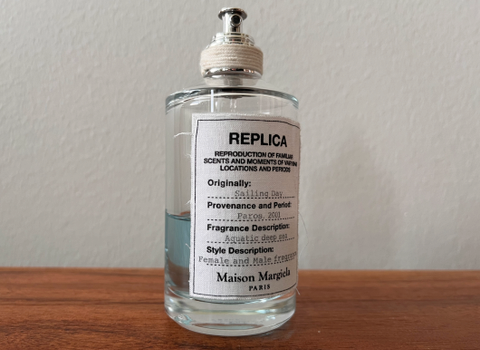 REPLICA
REPRODUCTION OF FAMILIAR
SCENTS AND MOMENTS OF VARYING
LOCATIONS AND PERIODS
Originally:
Sailing Day
Provenance and Period:
Paros, 2001
Fragrance Description:
Aquatic deep sea
Style Description:
Female and Male fragrance
Maison Margiela
PARIS